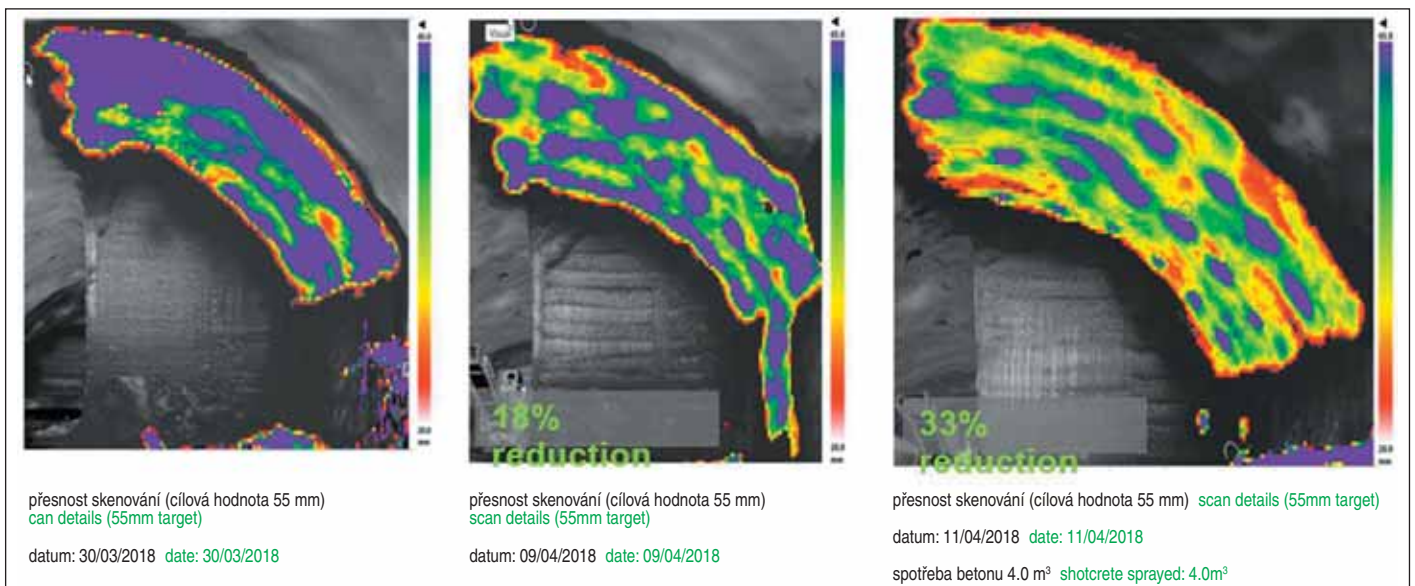 18%
reduction
33%
reduction
přesnost skenování (cílová hodnota 55 mm)
can details (55mm target)
datum: 30/03/2018 date: 30/03/2018
přesnost skenování (cílová hodnota 55 mm)
scan details (55mm target)
datum: 09/04/2018 date: 09/04/2018
přesnost skenování (cílová hodnota 55 mm) scan details (55mm target)
datum: 11/04/2018 date: 11/04/2018
spotřeba betonu 4.0 m³ shotcrete sprayed: 4.0m³